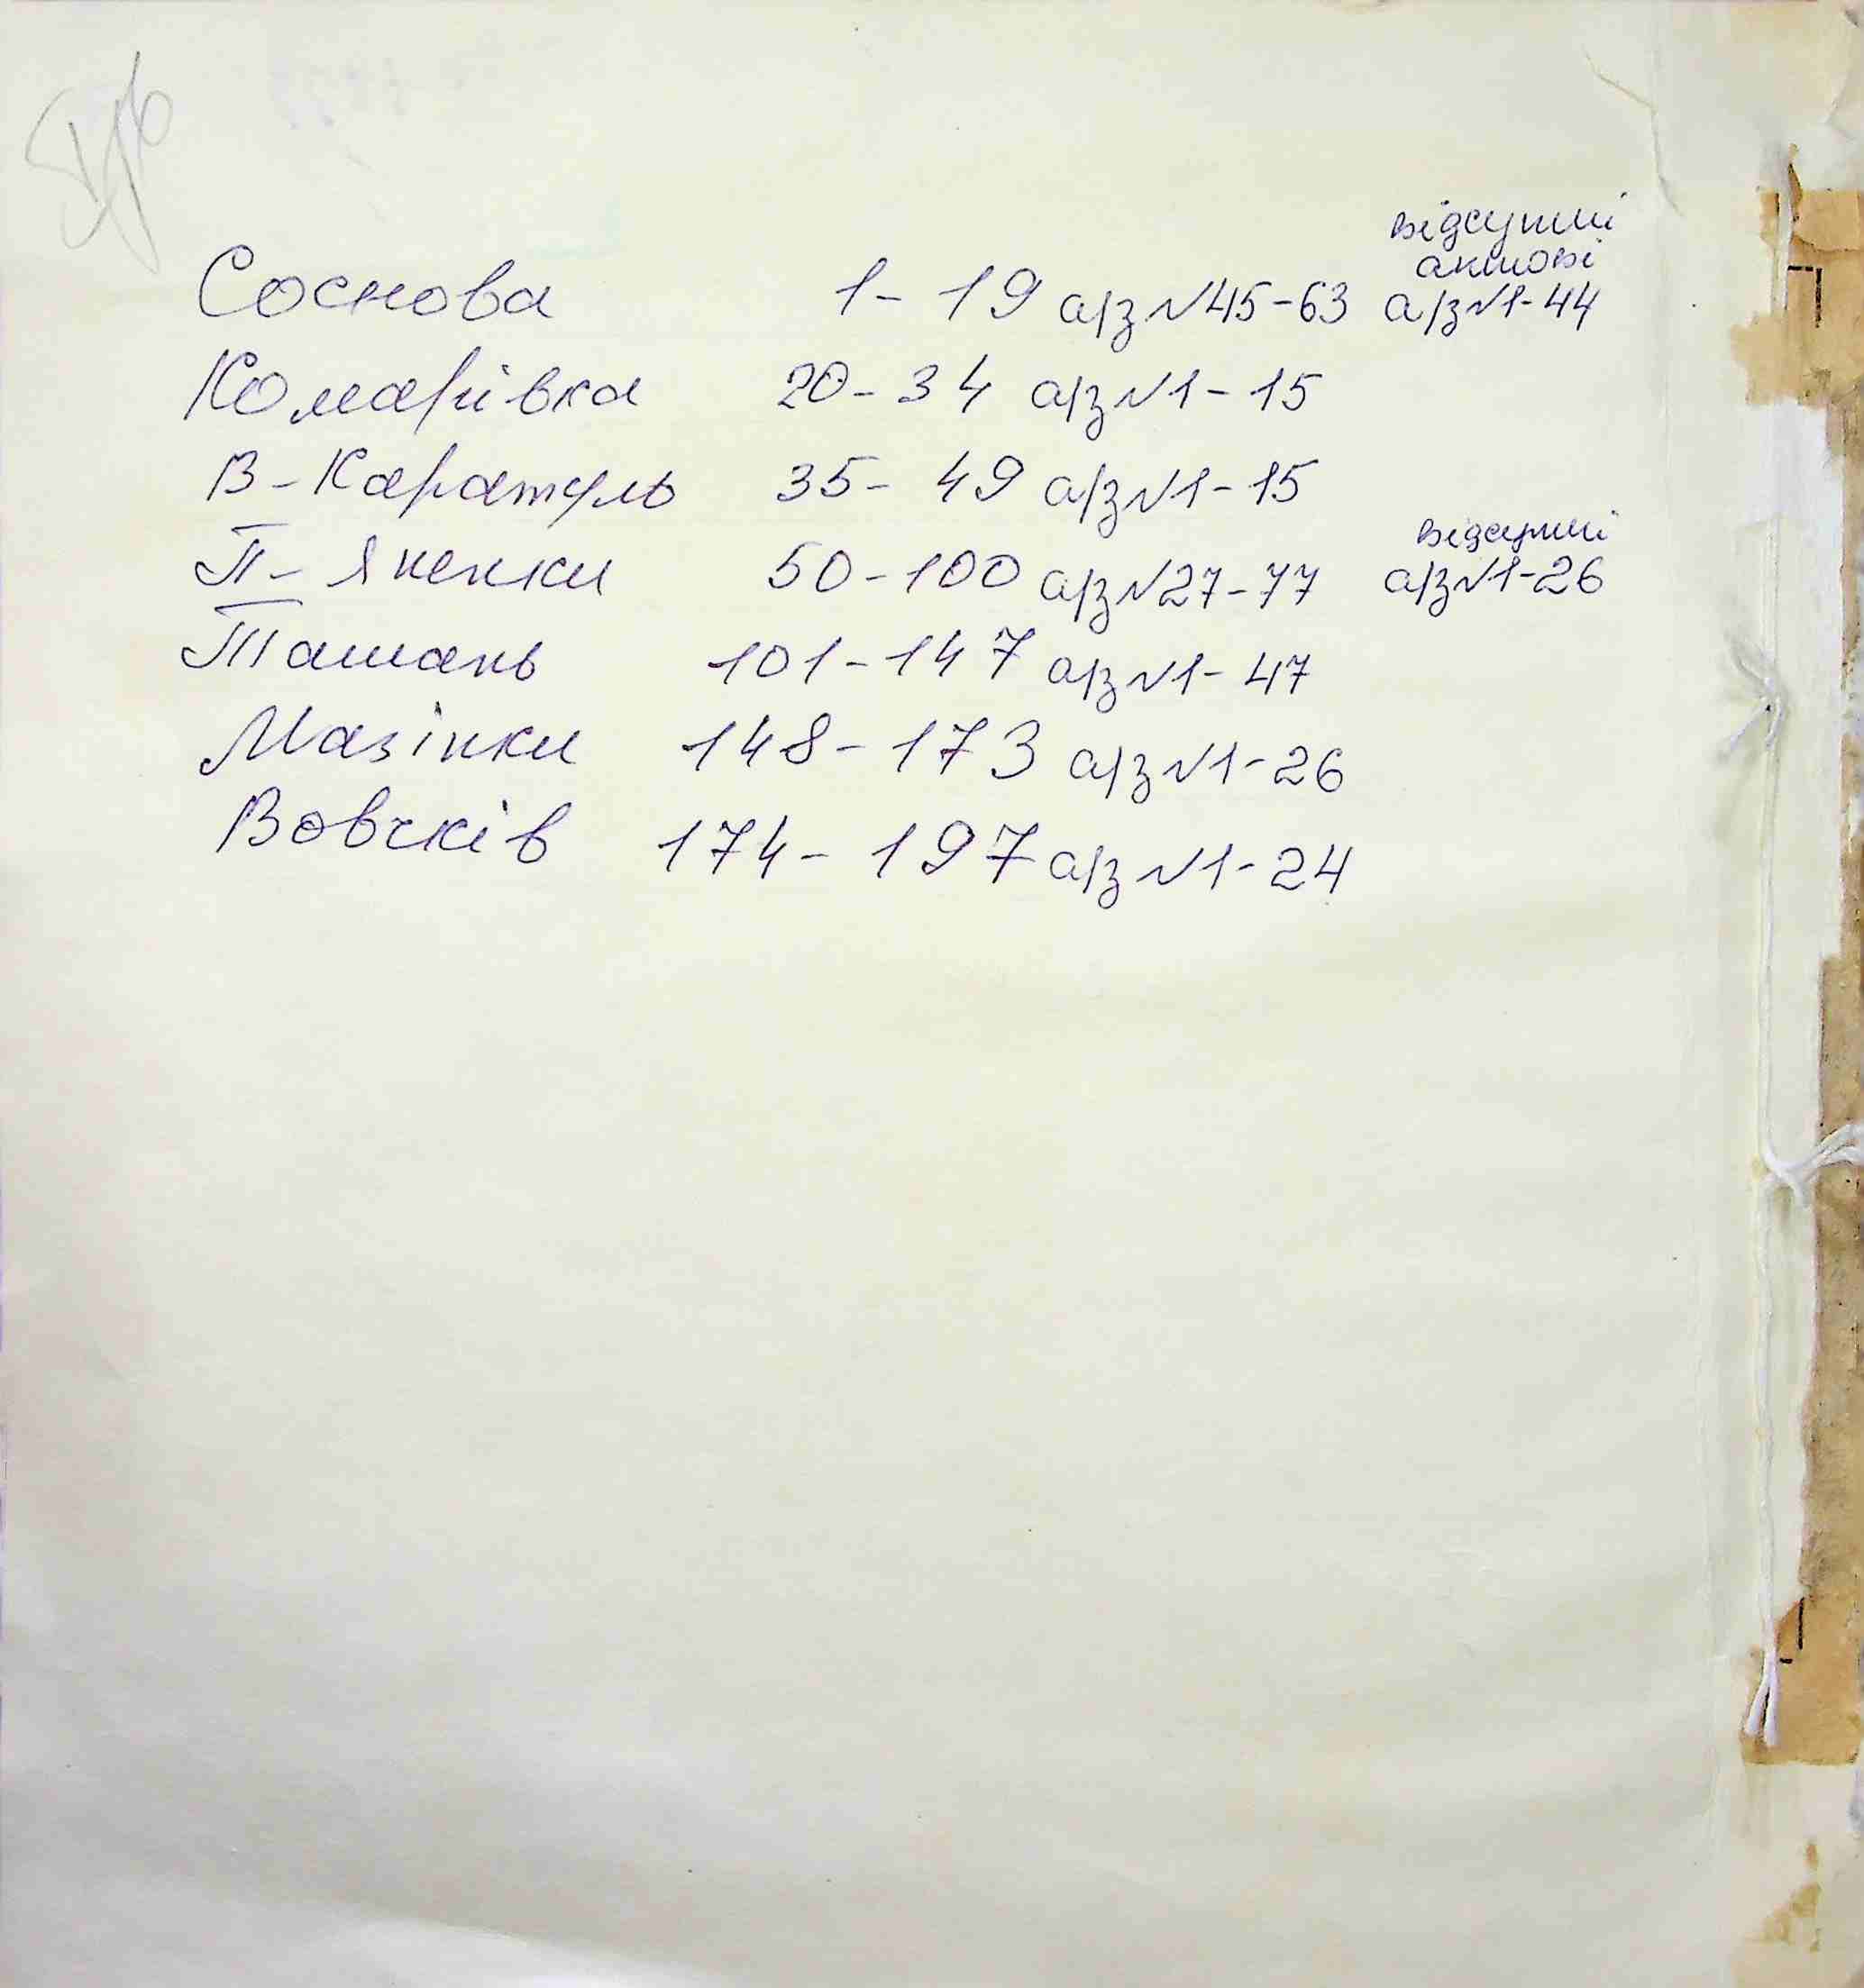 відсутні
актові
Соснова 1-19 а/з №45-63 а/з №1-44
Комарівка 20-34 а/з №1-15
В-Каратуль 35-49 а/з №1-15
відсутні
П-Яненки 50-100 а/з №27-77 а/з №1-26
Ташань 101-147 а/з №1-47
Мазінки 148-173 а/з №1-26
Вовчків 174-197 а/з №1-24